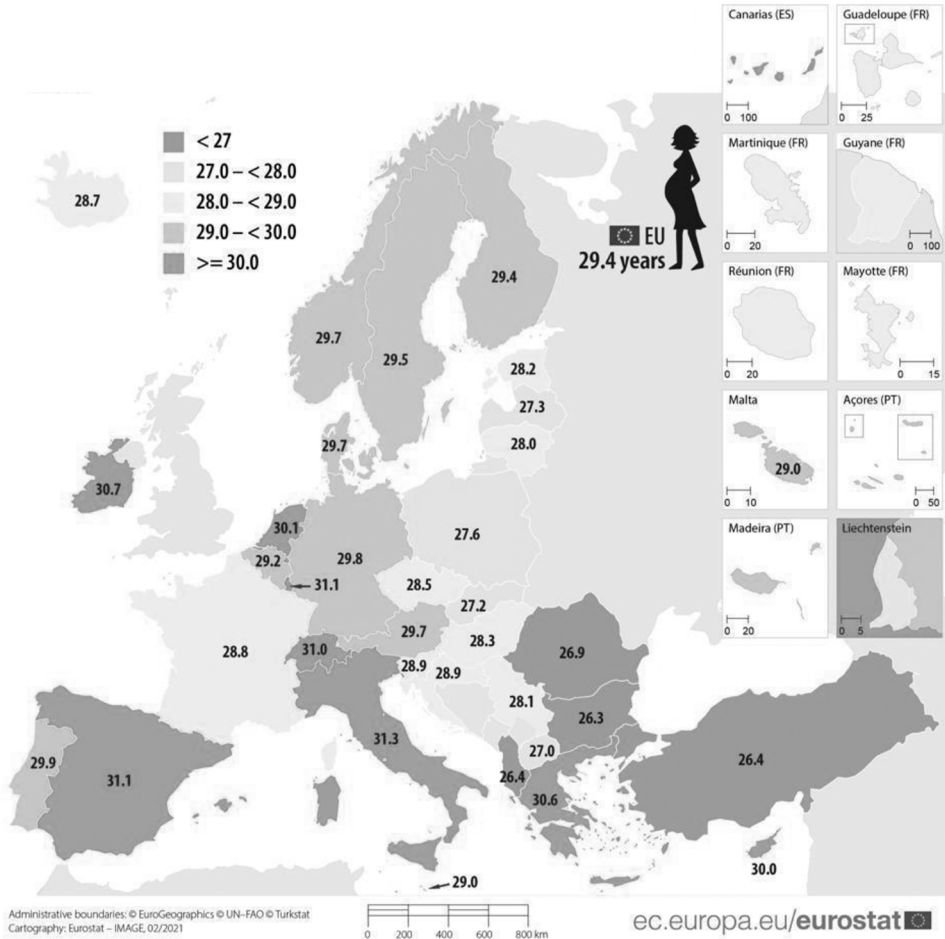 Canarias (ES)
0 100
Guadeloupe (FR)
0 25
Martinique (FR)
0 20
Guyane (FR)
0 100
Réunion (FR)
0 20
Mayotte (FR)
0 15
Malta
29.0
0 10
Açores (PT)
0 50
Madeira (PT)
0 20
Liechtenstein
0 5
< 27
27.0 – < 28.0
28.0 – < 29.0
29.0 – < 30.0
>= 30.0
EU
29.4 years
28.7
29.4
29.7
29.5
28.2
27.3
28.0
29.7
30.7
30.1
27.6
29.2
29.8
31.1
28.5
27.2
29.7
28.3
28.8
31.0
28.9
28.9
26.9
28.1
26.3
31.3
27.0
29.9
31.1
26.4
26.4
30.6
30.0
29.0
Administrative boundaries: © EuroGeographics © UN–FAO © Turkstat
Cartography: Eurostat – IMAGE, 02/2021
0 200 400 600 800 km
ec.europa.eu/eurostat